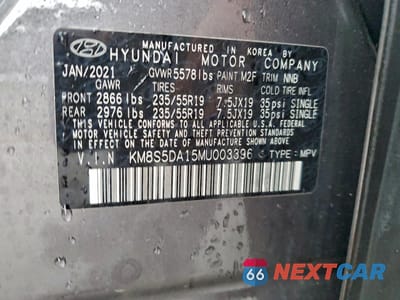 MANUFACTURED IN KOREA BY
HYUNDAI MOTOR COMPANY
JAN/2021 GVWR 5578 lbs PAINT M2F TRIM NNB
GAWR TIRES RIMS COLD TIRE INFL. PRESS.
FRONT 2866 lbs 235/55R19 7.5JX19 35psi SINGLE
REAR 2976 lbs 235/55R19 7.5JX19 35psi SINGLE
THIS VEHICLE CONFORMS TO ALL APPLICABLE U.S.A. FEDERAL
MOTOR VEHICLE SAFETY, BUMPER, AND THEFT PREVENTION STANDARDS
IN EFFECT ON THE DATE OF MANUFACTURE SHOWN ABOVE.
V.I.N KM8S5DA15MU003396 TYPE: MPV
66 NEXTCAR